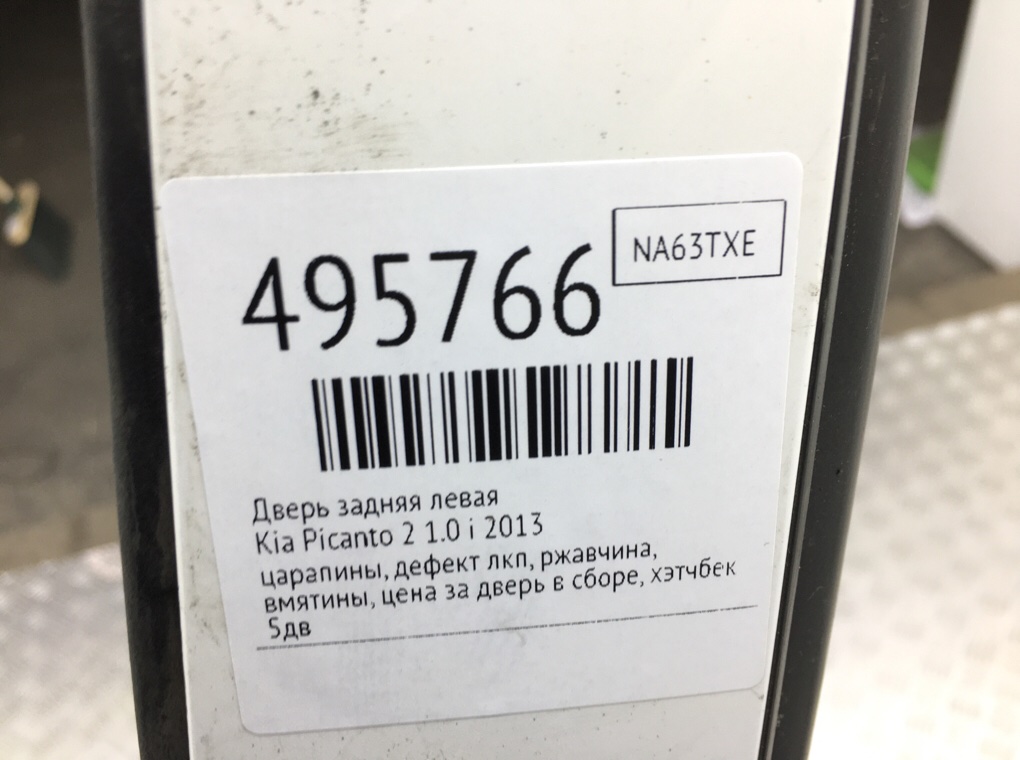 495766
NA63TXE
Дверь задняя левая
Kia Picanto 2 1.0 i 2013
царапины, дефект лкп, ржавчина,
вмятины, цена за дверь в сборе, хэтчбек
5дв